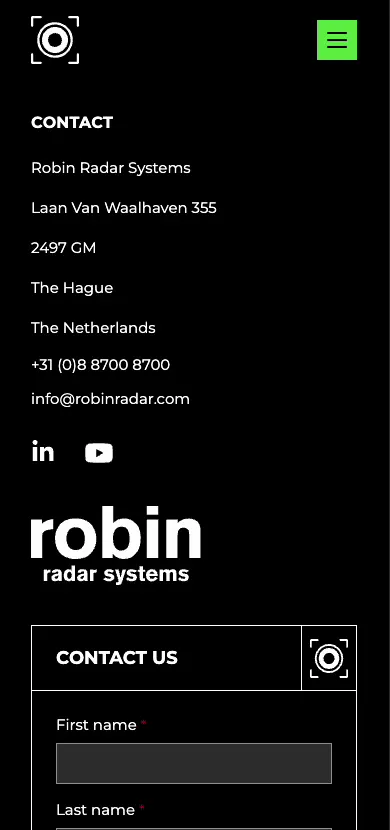 CONTACT
Robin Radar Systems
Laan Van Waalhaven 355
2497 GM
The Hague
The Netherlands
+31 (0)8 8700 8700
info@robinradar.com
in
robin
radar systems
CONTACT US
First name *
Last name *